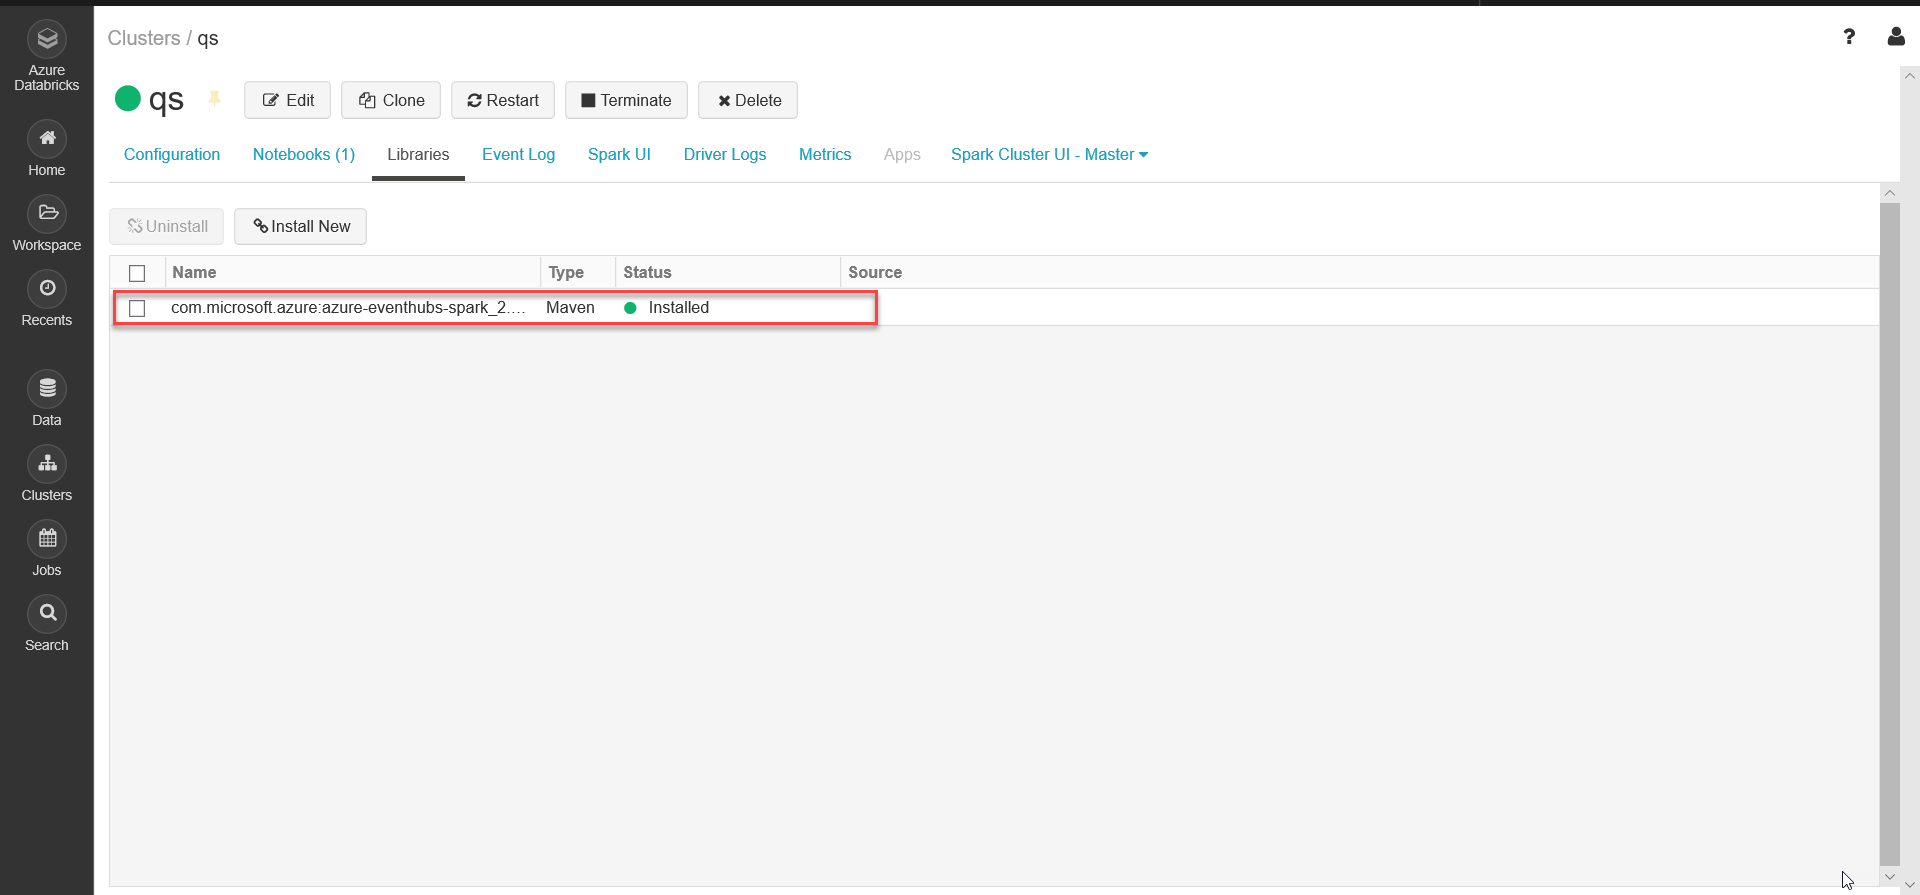 Azure
Databricks
Home
Workspace
Recents
Data
Clusters
Jobs
Search
Clusters / qs
?
qs
Edit
Clone
Restart
Terminate
Delete
Configuration
Notebooks (1)
Libraries
Event Log
Spark UI
Driver Logs
Metrics
Apps
Spark Cluster UI - Master
Uninstall
Install New
Name
Type
Status
Source
com.microsoft.azure:azure-eventhubs-spark_2....
Maven
Installed